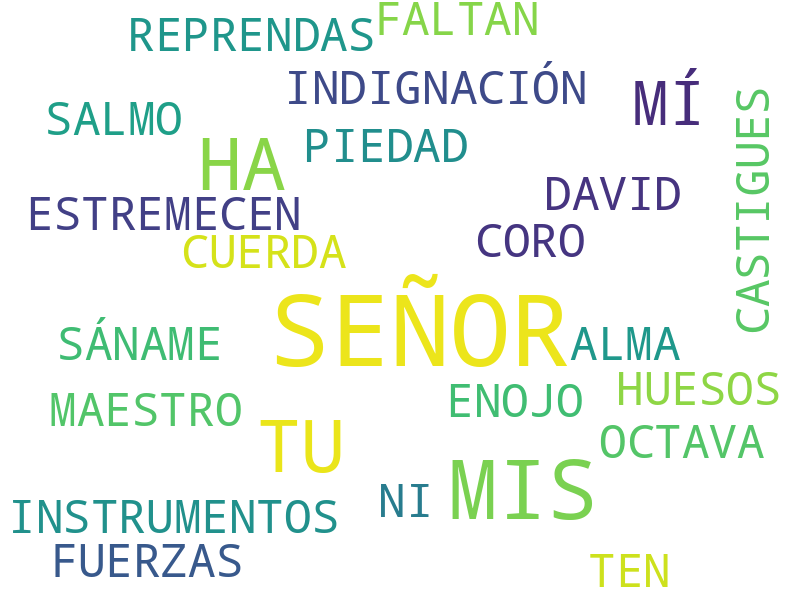 FALTAN
REPRENDAS
INDIGNACIÓN
MÍ
SALMO
CASTIGUES
PIEDAD
HA
DAVID
ESTREMECEN
CORO
CUERDA
SEÑOR
SÁNAME
ALMA
HUESOS
MAESTRO
ENOJO
TU
OCTAVA
MIS
NI
INSTRUMENTOS
FUERZAS
TEN